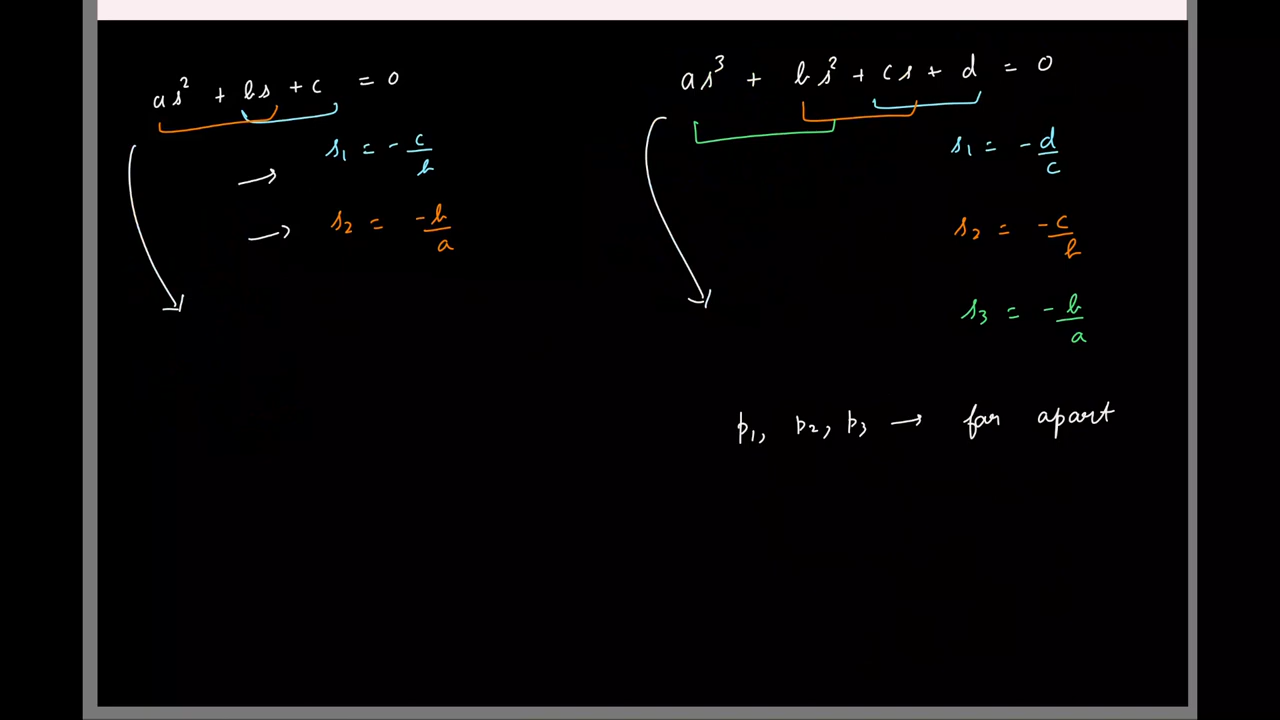 as² + bs + c = 0
→ s₁ = -c/b
→ s₂ = -b/a
as³ + bs² + cs + d = 0
s₁ = -d/c
s₂ = -c/b
s₃ = -b/a
p₁, p₂, p₃ → far apart